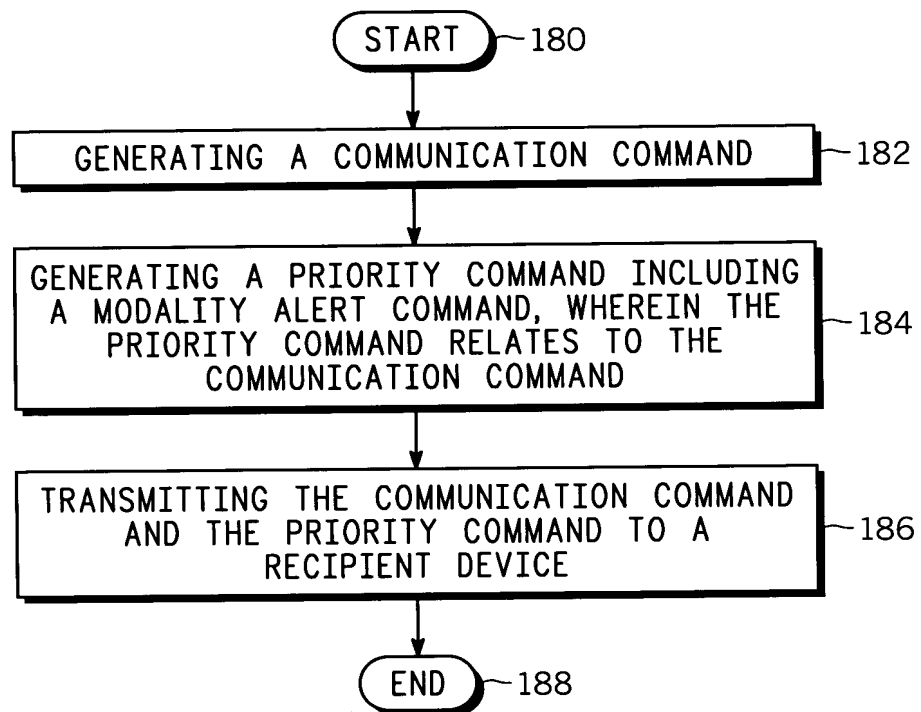 START 180
GENERATING A COMMUNICATION COMMAND 182
GENERATING A PRIORITY COMMAND INCLUDING
A MODALITY ALERT COMMAND, WHEREIN THE
PRIORITY COMMAND RELATES TO THE
COMMUNICATION COMMAND
184
TRANSMITTING THE COMMUNICATION COMMAND
AND THE PRIORITY COMMAND TO A
RECIPIENT DEVICE
186
END 188